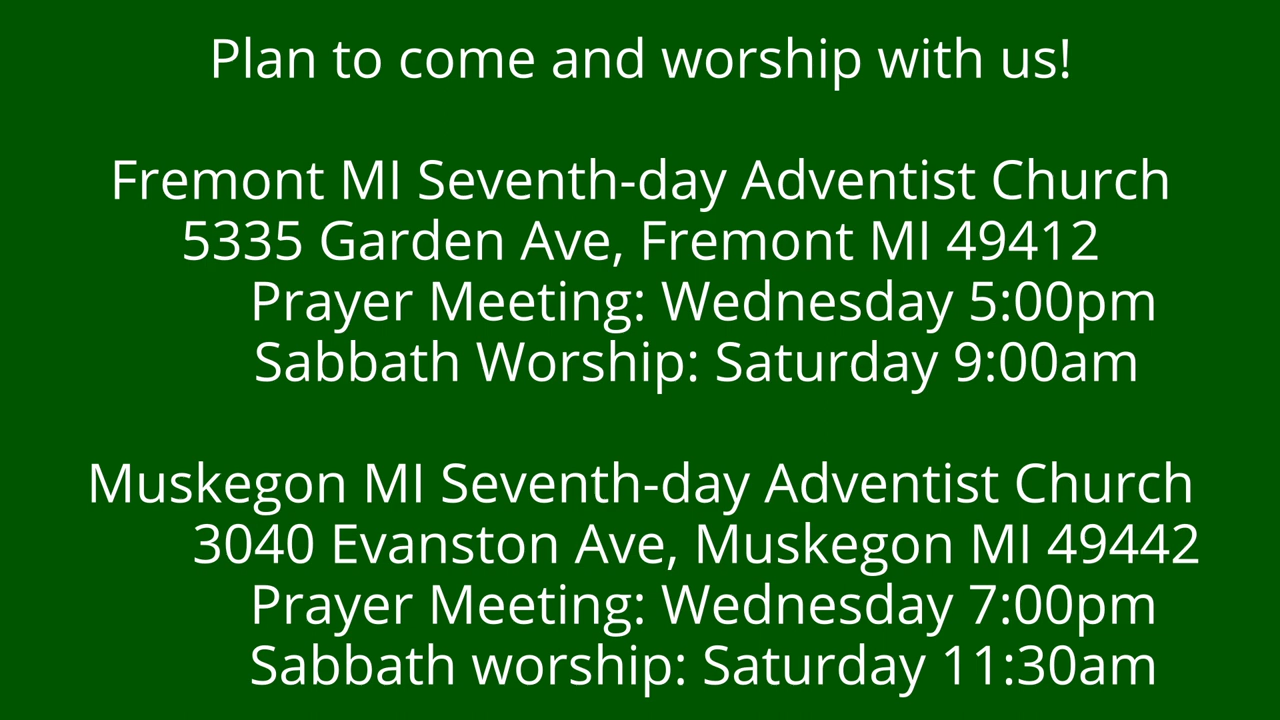 Plan to come and worship with us!
Fremont MI Seventh-day Adventist Church
5335 Garden Ave, Fremont MI 49412
Prayer Meeting: Wednesday 5:00pm
Sabbath Worship: Saturday 9:00am
Muskegon MI Seventh-day Adventist Church
3040 Evanston Ave, Muskegon MI 49442
Prayer Meeting: Wednesday 7:00pm
Sabbath worship: Saturday 11:30am